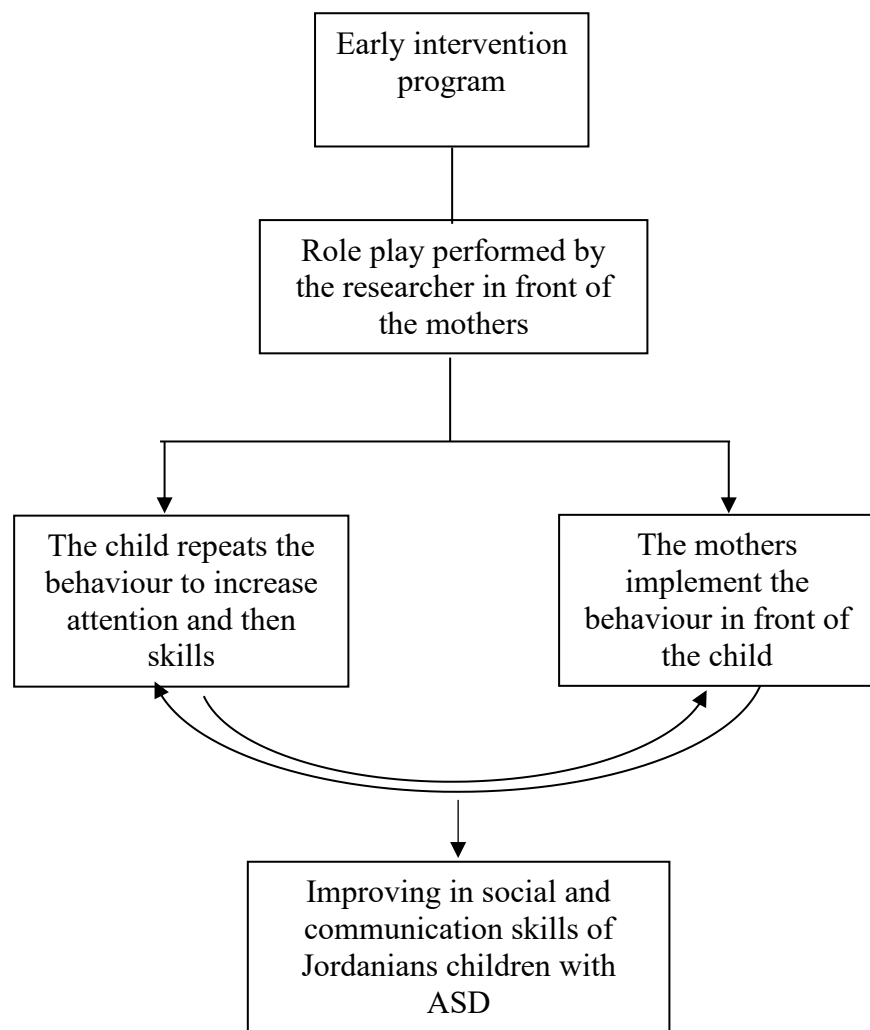 Early intervention
program
Role play performed by
the researcher in front of
the mothers
The child repeats the
behaviour to increase
attention and then
skills
The mothers
implement the
behaviour in front of
the child
Improving in social and
communication skills of
Jordanians children with
ASD